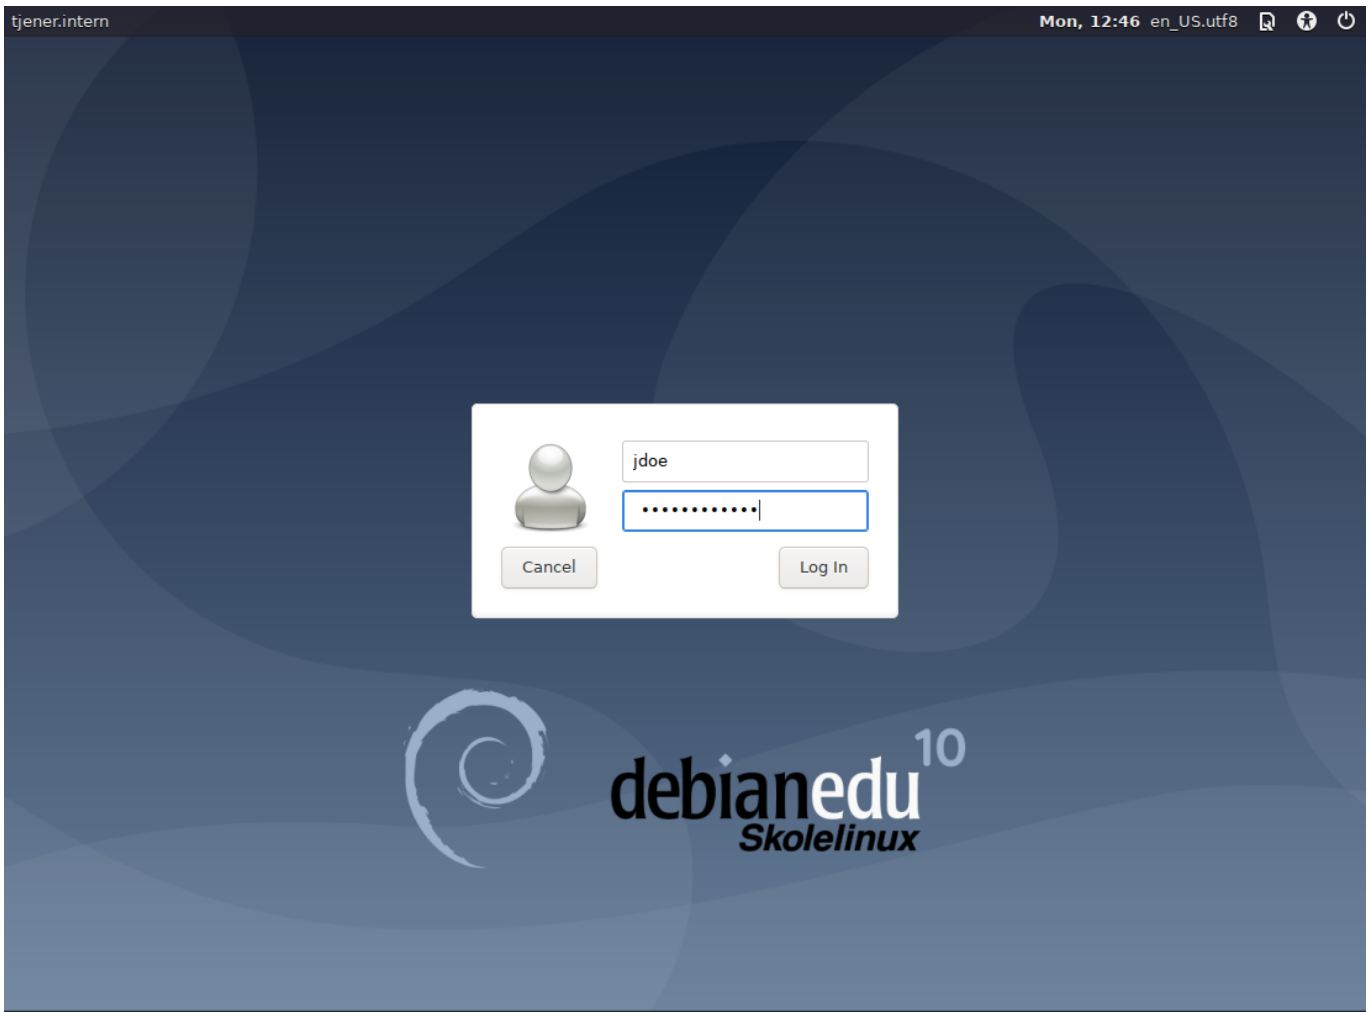 tjener.intern
Mon, 12:46 en_US.utf8
jdoe
••••••••••••
Cancel
Log In
debianedu 10
Skolelinux